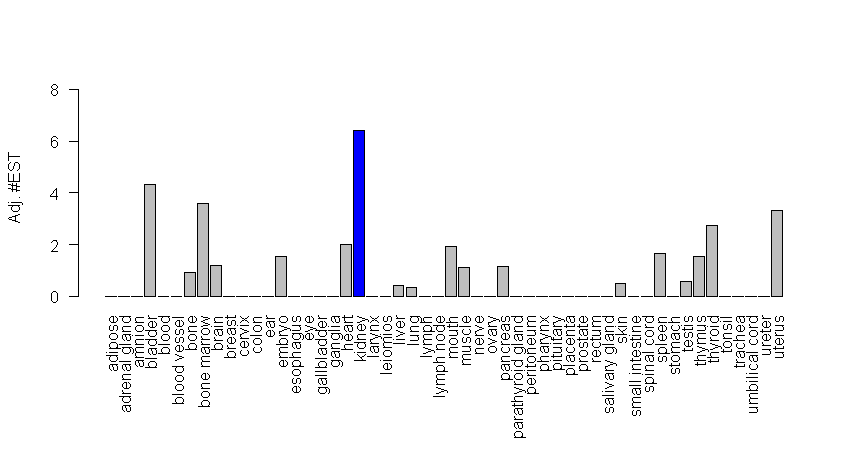 Adj. #EST
8
6
4
2
0
adipose
adrenal gland
amnion
bladder
blood
blood vessel
bone
bone marrow
brain
breast
cervix
colon
ear
embryo
esophagus
eye
gallbladder
ganglia
heart
kidney
larynx
leiomios
liver
lung
lymph
lymph node
mouth
muscle
nerve
ovary
pancreas
parathyroid gland
peritoneum
pharynx
pituitary
placenta
prostate
rectum
salivary gland
skin
small intestine
spinal cord
spleen
stomach
testis
thymus
thyroid
tonsil
trachea
umbilical cord
ureter
uterus